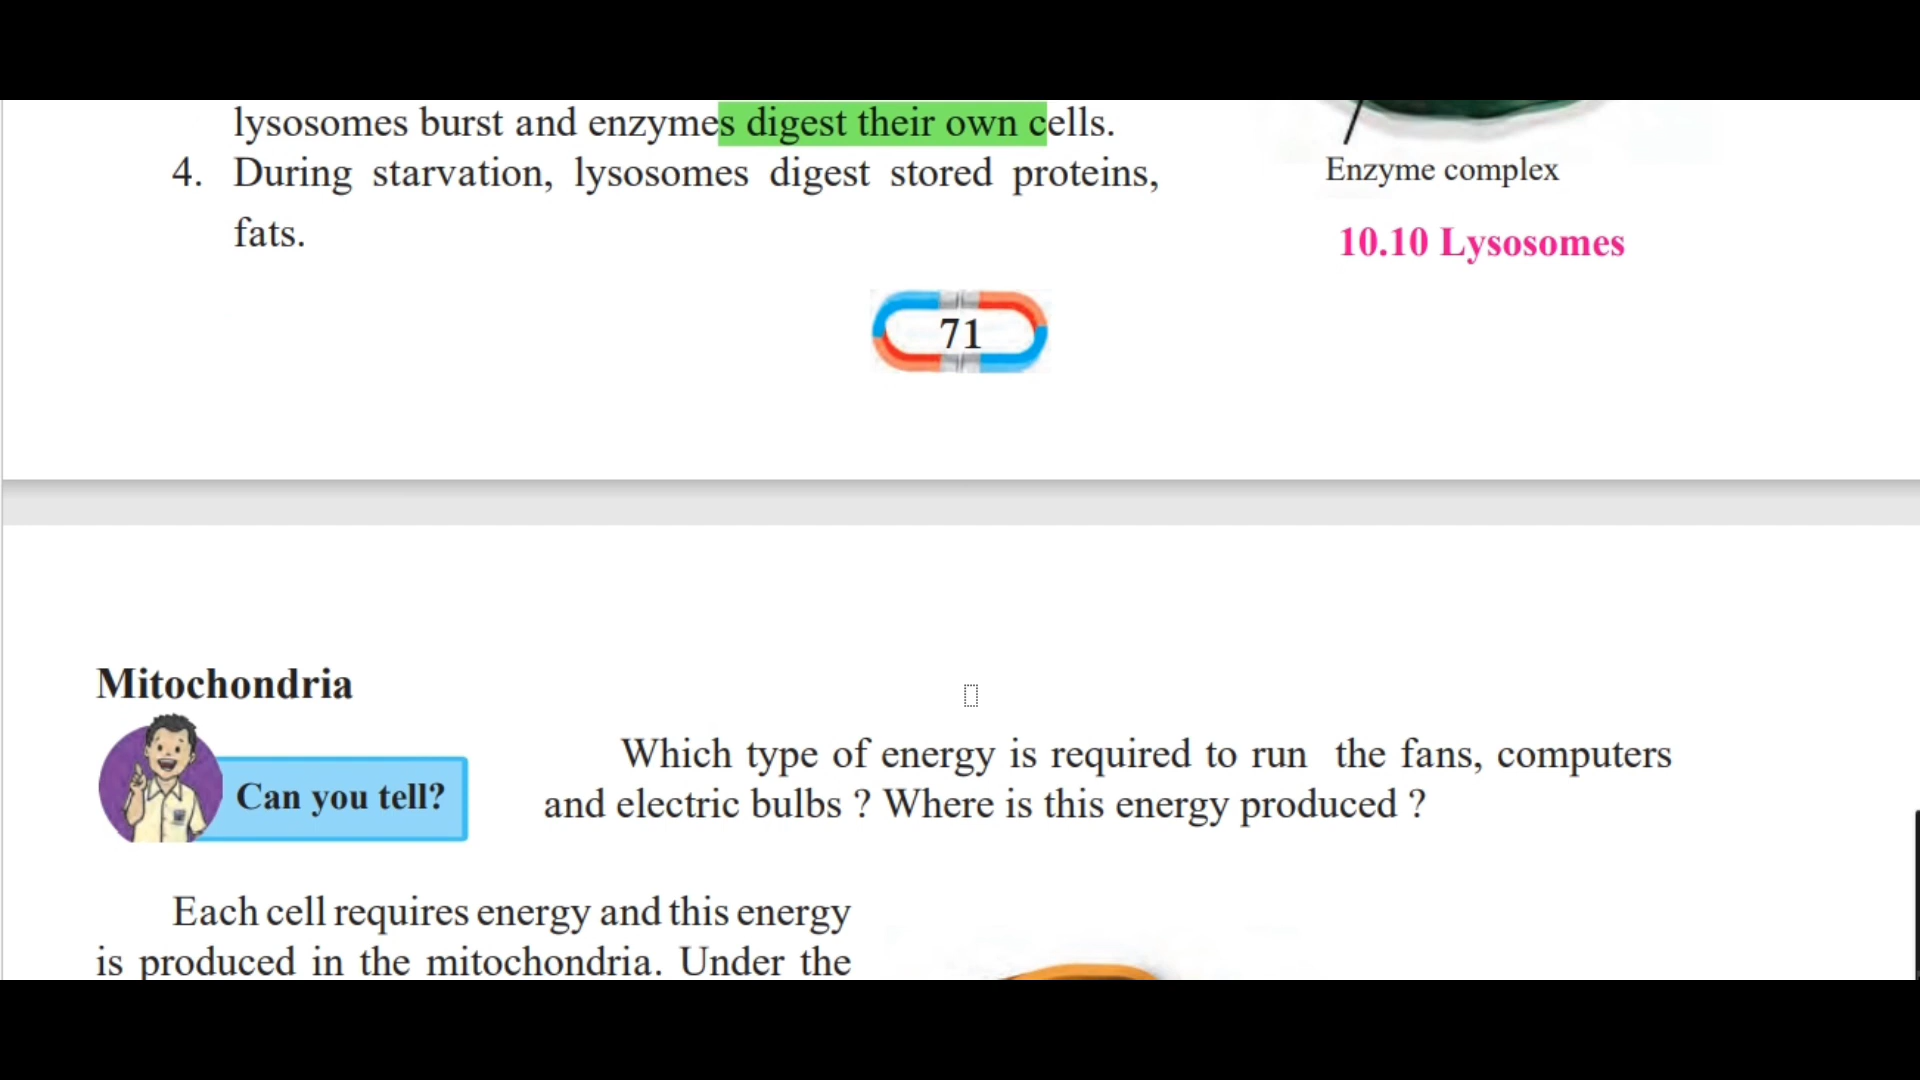 lysosomes burst and enzymes digest their own cells.
4. During starvation, lysosomes digest stored proteins,
fats.
Enzyme complex
10.10 Lysosomes
71
Mitochondria
Can you tell?
Which type of energy is required to run the fans, computers
and electric bulbs ? Where is this energy produced ?
Each cell requires energy and this energy
is produced in the mitochondria. Under the